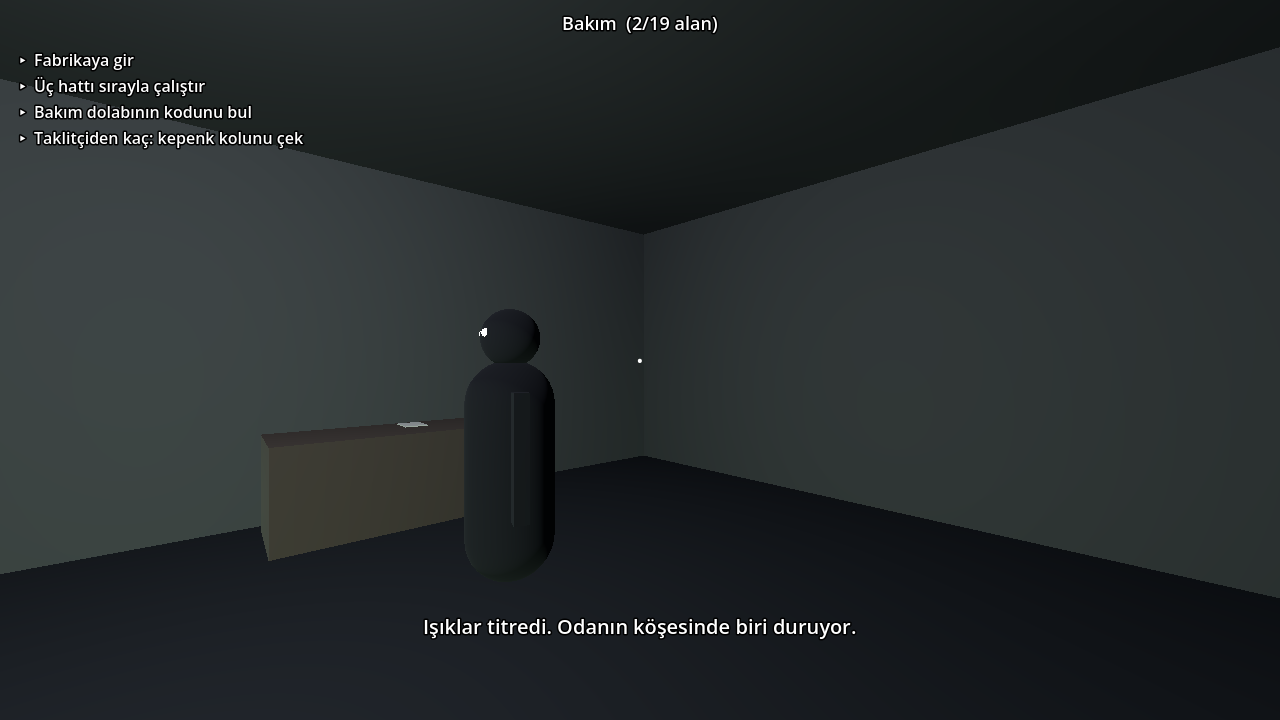 Bakım (2/19 alan)
‣ Fabrikaya gir
‣ Üç hattı sırayla çalıştır
‣ Bakım dolabının kodunu bul
‣ Taklitçiden kaç: kepenk kolunu çek
Işıklar titredi. Odanın köşesinde biri duruyor.